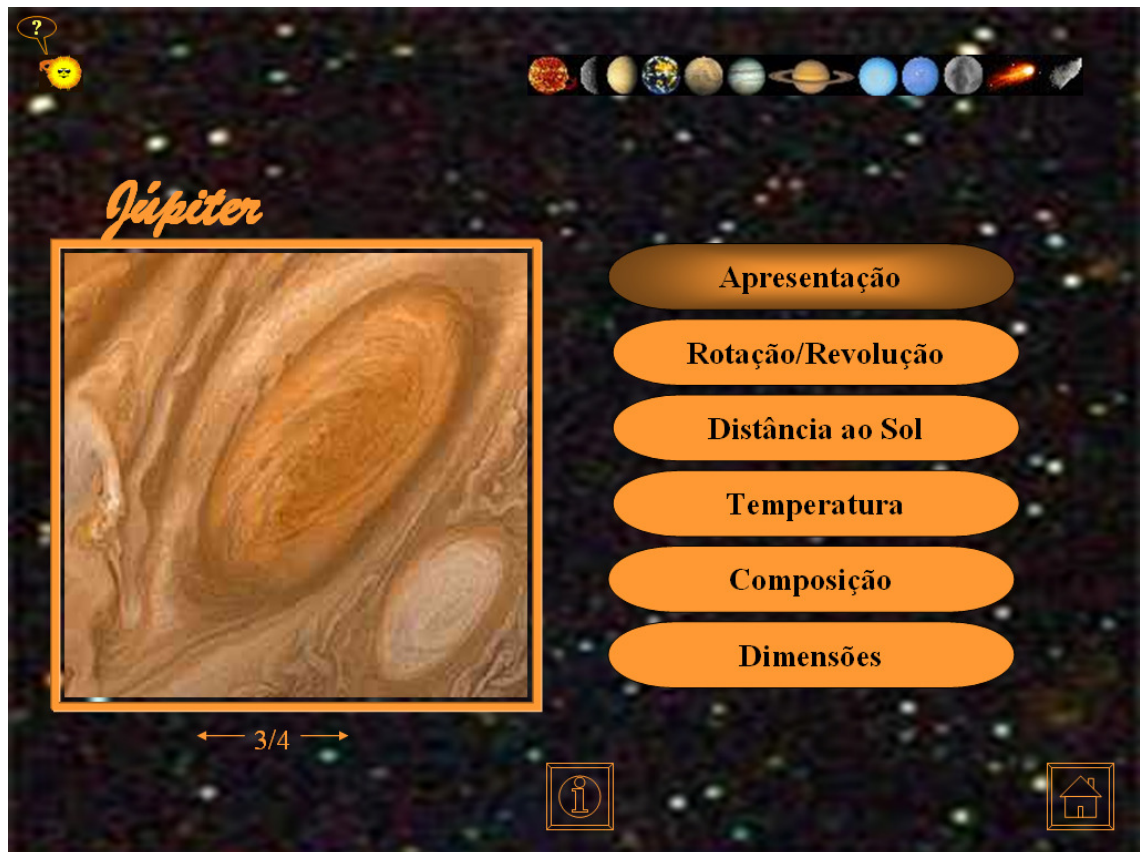 ?
Júpiter
Apresentação
Rotação/Revolução
Distância ao Sol
Temperatura
Composição
Dimensões
3/4
i